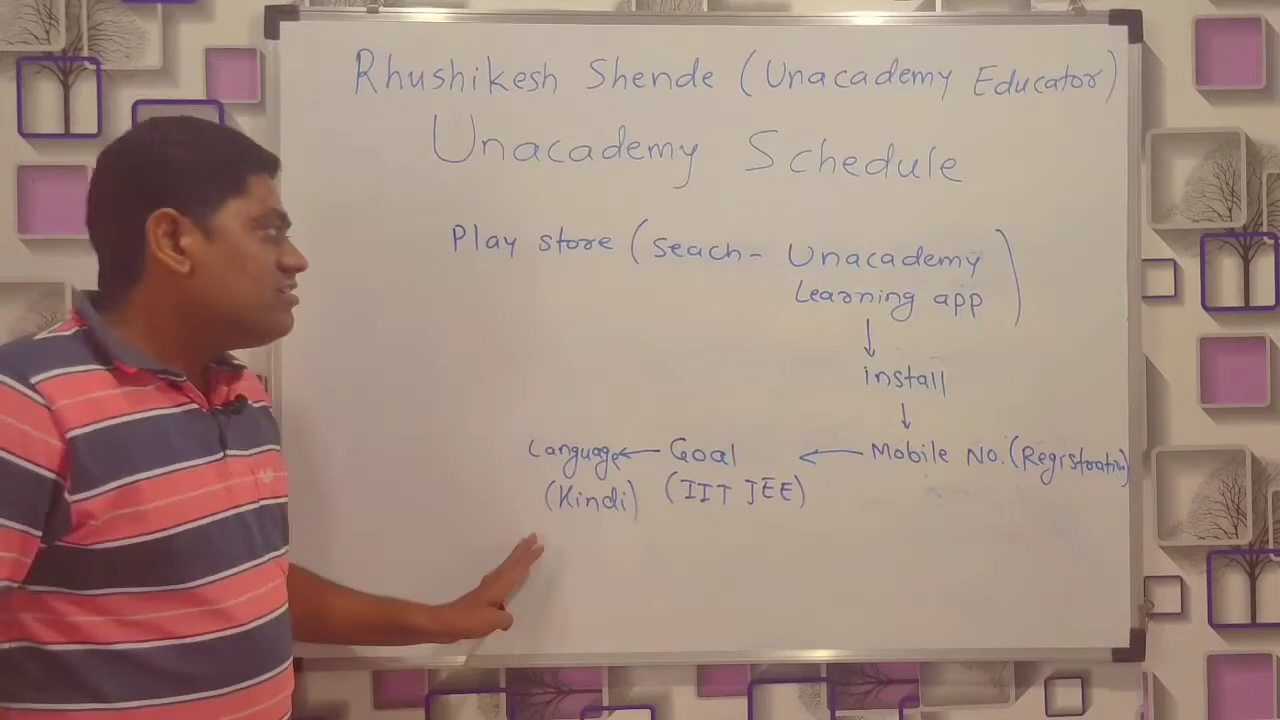 Rhushikesh Shende (Unacademy Educator)
Unacademy Schedule
Play store (seach - Unacademy
Learning app)
↓
install
↓
Language ← Goal ← Mobile No. (Regrstration)
(Kindi) (IIT JEE)